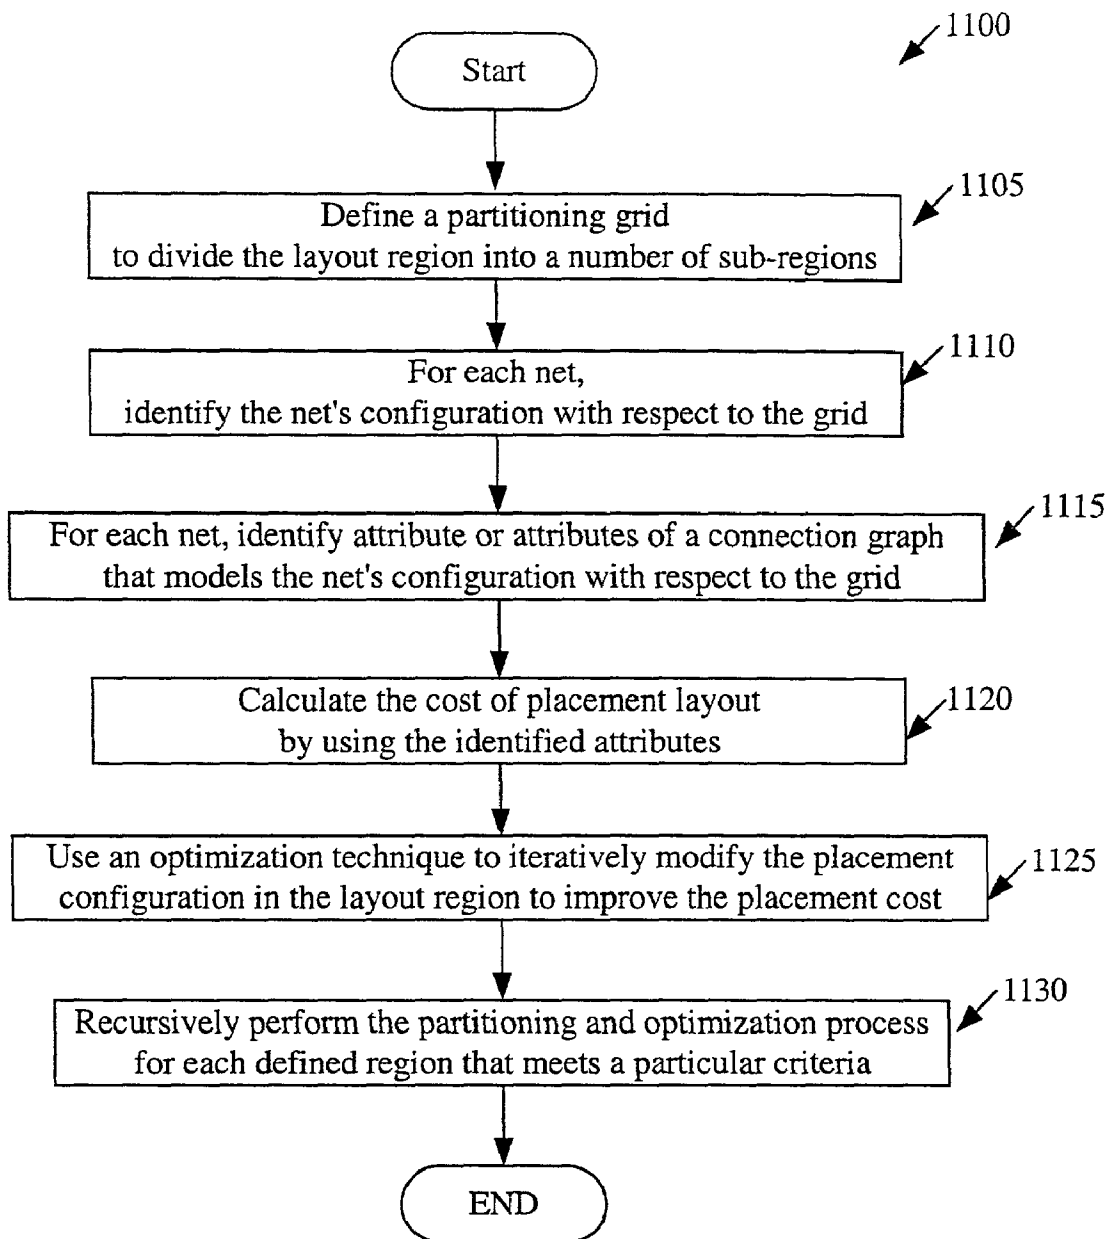 1100
Start
1105
Define a partitioning grid
to divide the layout region into a number of sub-regions
1110
For each net,
identify the net's configuration with respect to the grid
1115
For each net, identify attribute or attributes of a connection graph
that models the net's configuration with respect to the grid
1120
Calculate the cost of placement layout
by using the identified attributes
1125
Use an optimization technique to iteratively modify the placement
configuration in the layout region to improve the placement cost
1130
Recursively perform the partitioning and optimization process
for each defined region that meets a particular criteria
END